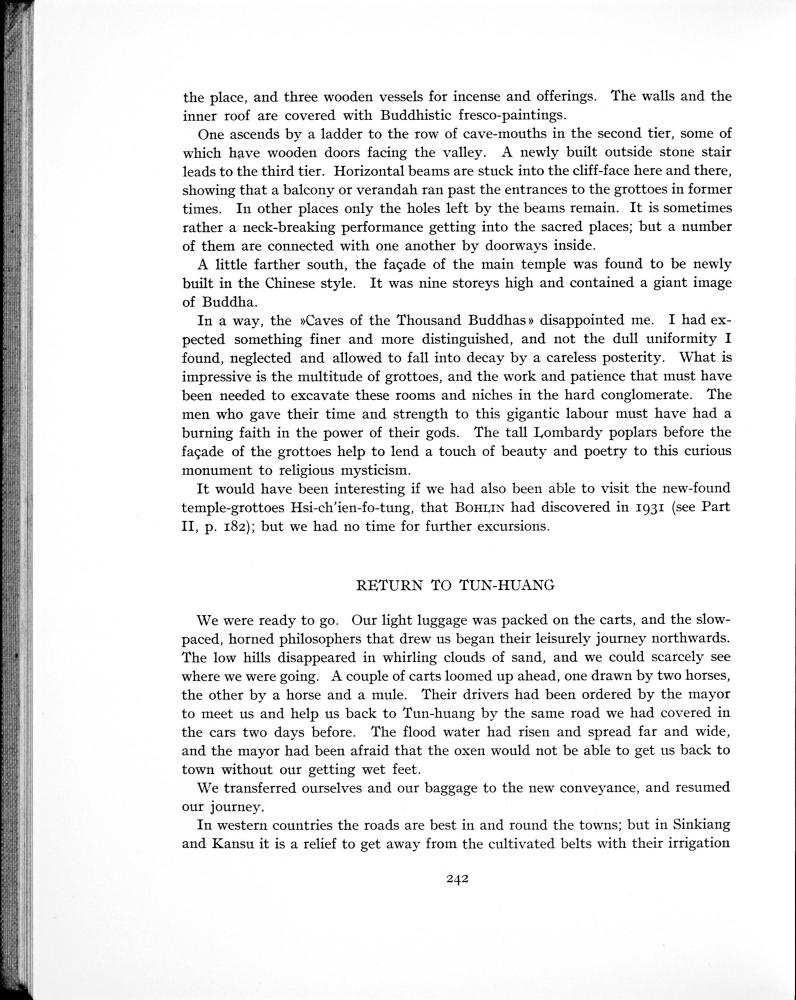 the place, and three wooden vessels for incense and offerings. The walls and the
inner roof are covered with Buddhistic fresco-paintings.
One ascends by a ladder to the row of cave-mouths in the second tier, some of
which have wooden doors facing the valley. A newly built outside stone stair
leads to the third tier. Horizontal beams are stuck into the cliff-face here and there,
showing that a balcony or verandah ran past the entrances to the grottoes in former
times. In other places only the holes left by the beams remain. It is sometimes
rather a neck-breaking performance getting into the sacred places; but a number
of them are connected with one another by doorways inside.
A little farther south, the façade of the main temple was found to be newly
built in the Chinese style. It was nine storeys high and contained a giant image
of Buddha.
In a way, the »Caves of the Thousand Buddhas» disappointed me. I had ex-
pected something finer and more distinguished, and not the dull uniformity I
found, neglected and allowed to fall into decay by a careless posterity. What is
impressive is the multitude of grottoes, and the work and patience that must have
been needed to excavate these rooms and niches in the hard conglomerate. The
men who gave their time and strength to this gigantic labour must have had a
burning faith in the power of their gods. The tall Lombardy poplars before the
façade of the grottoes help to lend a touch of beauty and poetry to this curious
monument to religious mysticism.
It would have been interesting if we had also been able to visit the new-found
temple-grottoes Hsi-ch'ien-fo-tung, that BOHLIN had discovered in 1931 (see Part
II, p. 182); but we had no time for further excursions.
RETURN TO TUN-HUANG
We were ready to go. Our light luggage was packed on the carts, and the slow-
paced, horned philosophers that drew us began their leisurely journey northwards.
The low hills disappeared in whirling clouds of sand, and we could scarcely see
where we were going. A couple of carts loomed up ahead, one drawn by two horses,
the other by a horse and a mule. Their drivers had been ordered by the mayor
to meet us and help us back to Tun-huang by the same road we had covered in
the cars two days before. The flood water had risen and spread far and wide,
and the mayor had been afraid that the oxen would not be able to get us back to
town without our getting wet feet.
We transferred ourselves and our baggage to the new conveyance, and resumed
our journey.
In western countries the roads are best in and round the towns; but in Sinkiang
and Kansu it is a relief to get away from the cultivated belts with their irrigation
242